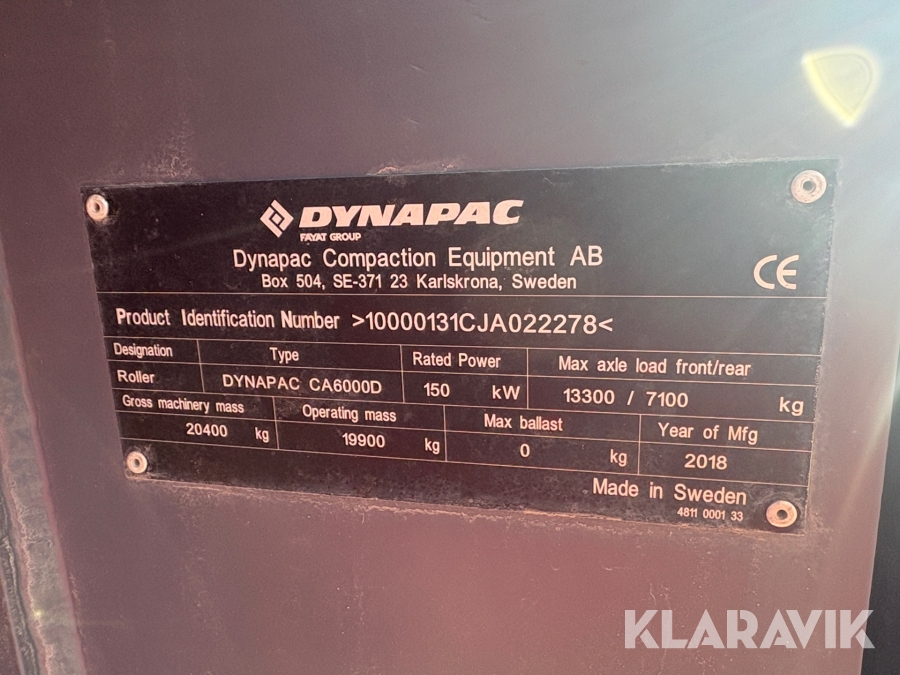 DYNAPAC
FAYAT GROUP
Dynapac Compaction Equipment AB
Box 504, SE-371 23 Karlskrona, Sweden
CE
Product Identification Number >10000131CJA022278<
Designation Type Rated Power Max axle load front/rear
Roller DYNAPAC CA6000D 150 kW 13300 / 7100 kg
Gross machinery mass Operating mass Max ballast Year of Mfg
20400 kg 19900 kg 0 kg 2018
Made in Sweden
4811 0001 33
KLARAVIK